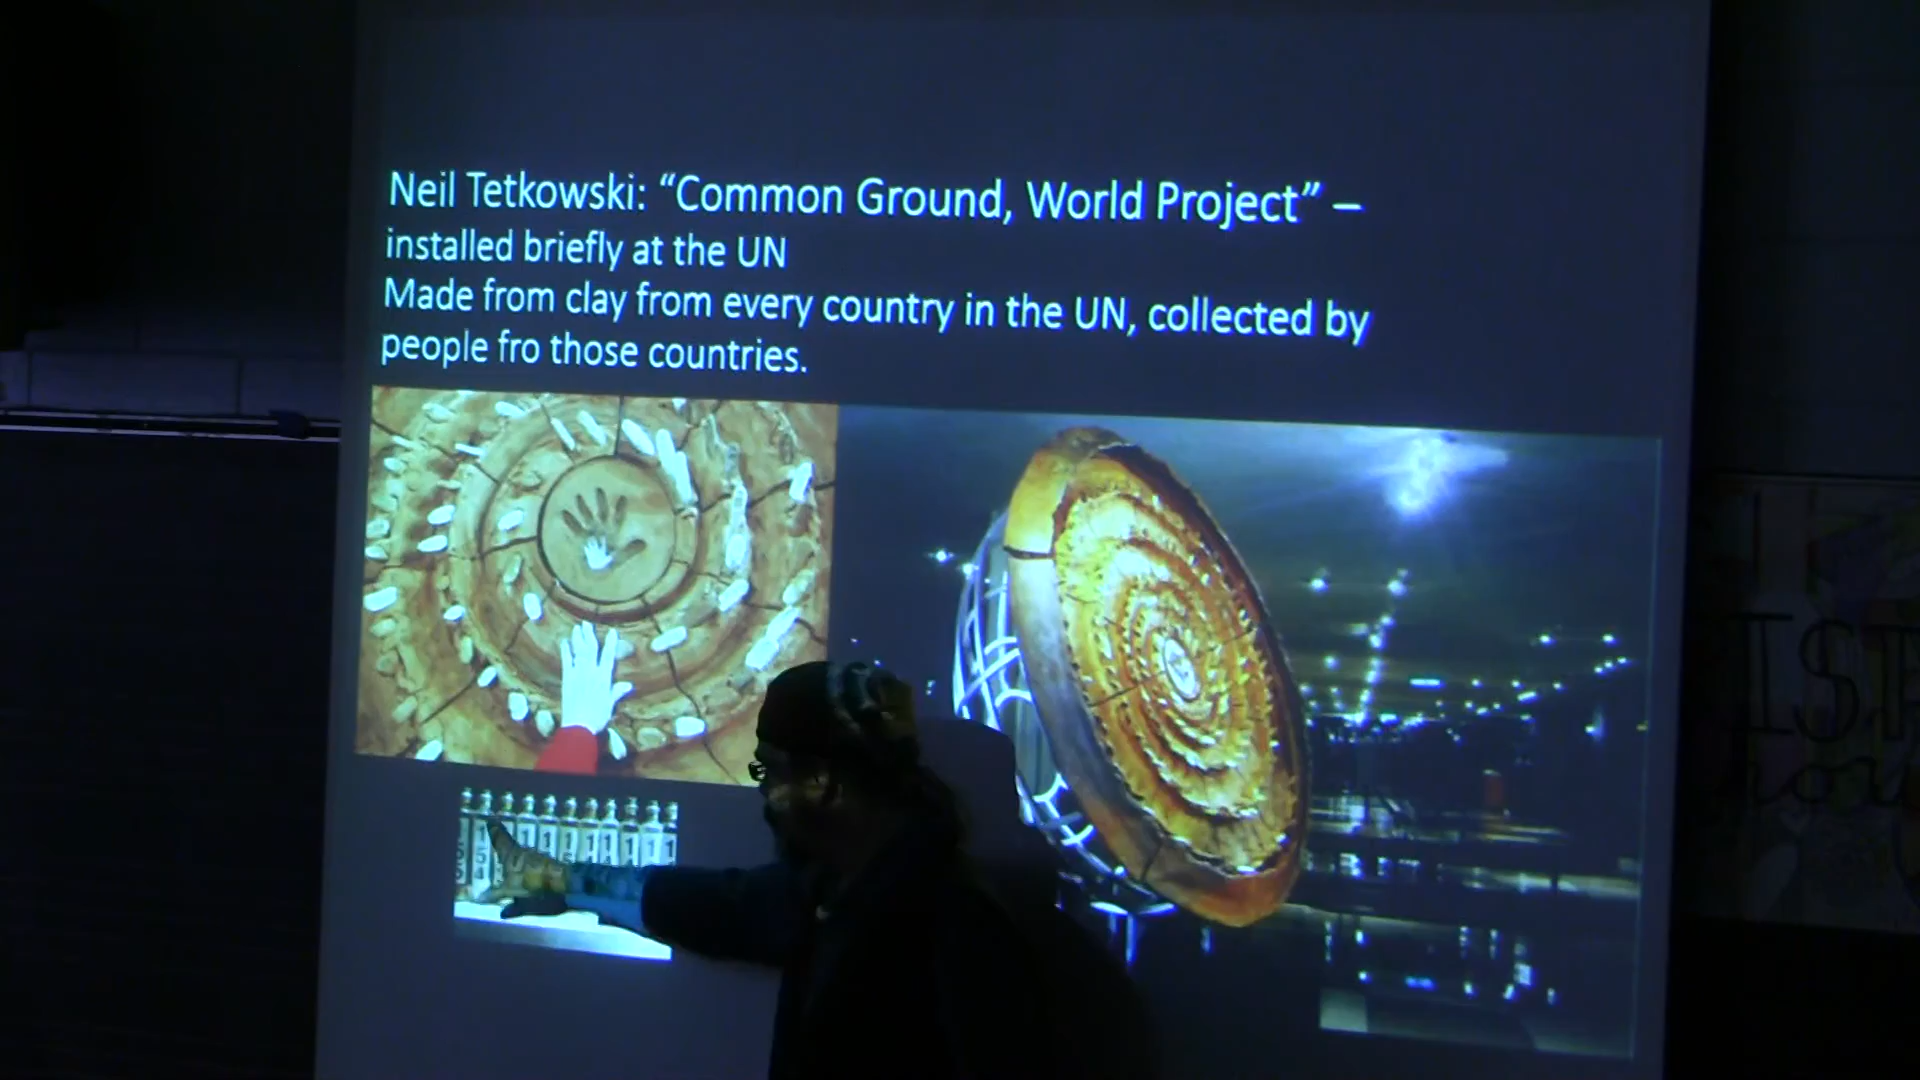 Neil Tetkowski: “Common Ground, World Project” –
installed briefly at the UN
Made from clay from every country in the UN, collected by
people fro those countries.